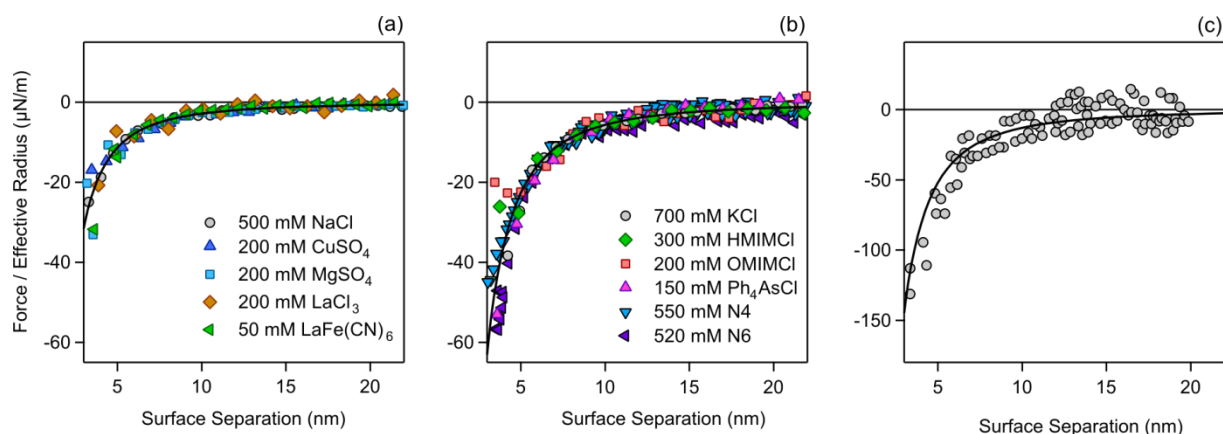 (a)
(b)
(c)
Force / Effective Radius (µN/m)
0
-20
-40
-60
500 mM NaCl
200 mM CuSO₄
200 mM MgSO₄
200 mM LaCl₃
50 mM LaFe(CN)₆
5
10
15
20
Surface Separation (nm)
0
-20
-40
-60
700 mM KCl
300 mM HMIMCl
200 mM OMIMCl
150 mM Ph₄AsCl
550 mM N4
520 mM N6
5
10
15
20
Surface Separation (nm)
0
-50
-100
-150
5
10
15
20
Surface Separation (nm)